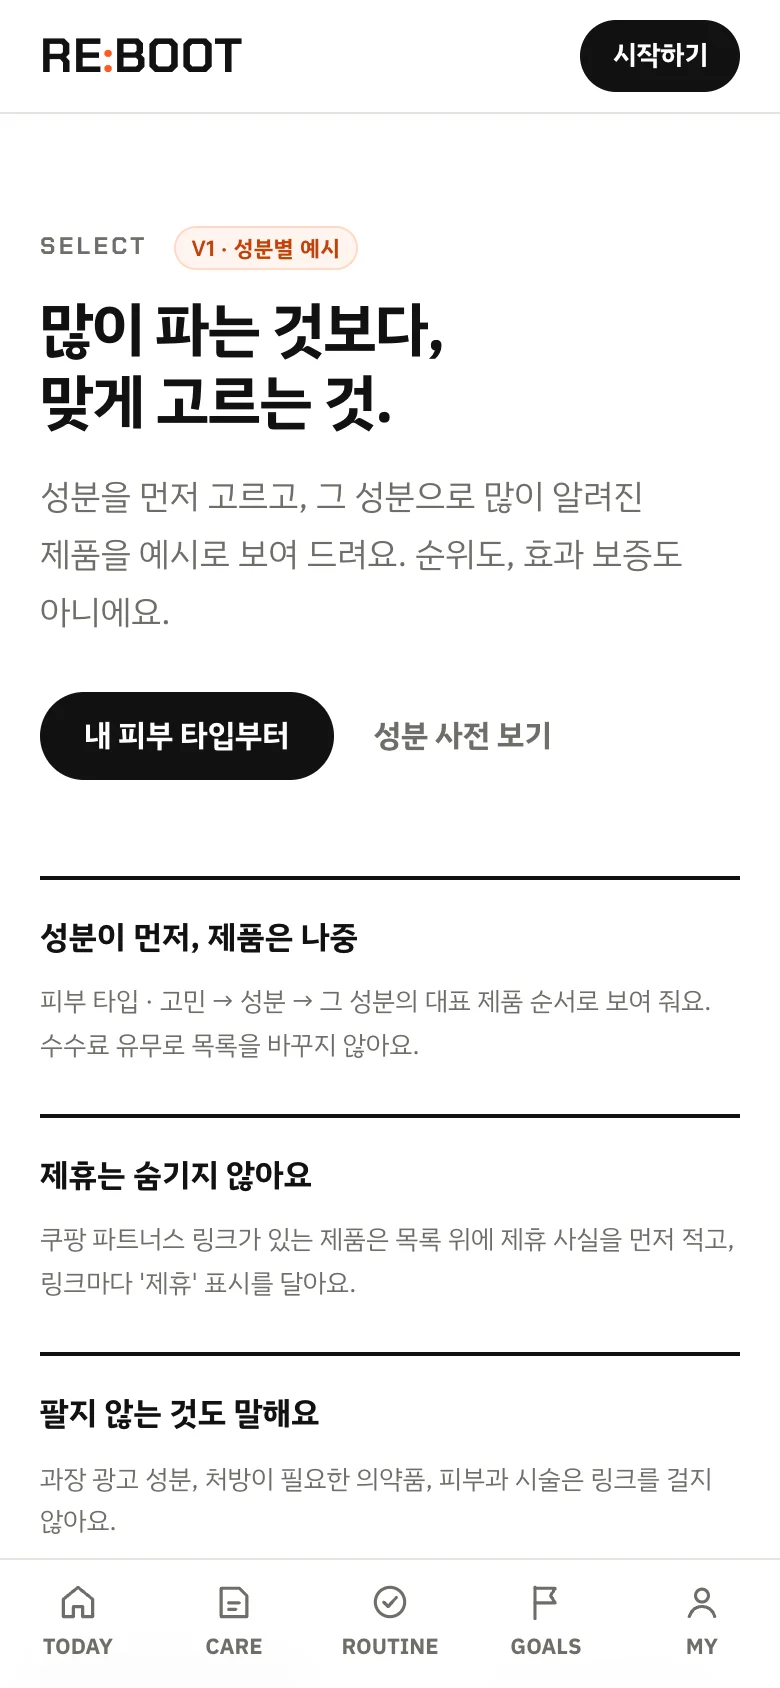 RE:BOOT
시작하기
SELECT
V1 · 성분별 예시
많이 파는 것보다,
맞게 고르는 것.
성분을 먼저 고르고, 그 성분으로 많이 알려진
제품을 예시로 보여 드려요. 순위도, 효과 보증도
아니에요.
내 피부 타입부터
성분 사전 보기
성분이 먼저, 제품은 나중
피부 타입 · 고민 → 성분 → 그 성분의 대표 제품 순서로 보여 줘요.
수수료 유무로 목록을 바꾸지 않아요.
제휴는 숨기지 않아요
쿠팡 파트너스 링크가 있는 제품은 목록 위에 제휴 사실을 먼저 적고,
링크마다 '제휴' 표시를 달아요.
팔지 않는 것도 말해요
과장 광고 성분, 처방이 필요한 의약품, 피부과 시술은 링크를 걸지
않아요.
TODAY
CARE
ROUTINE
GOALS
MY